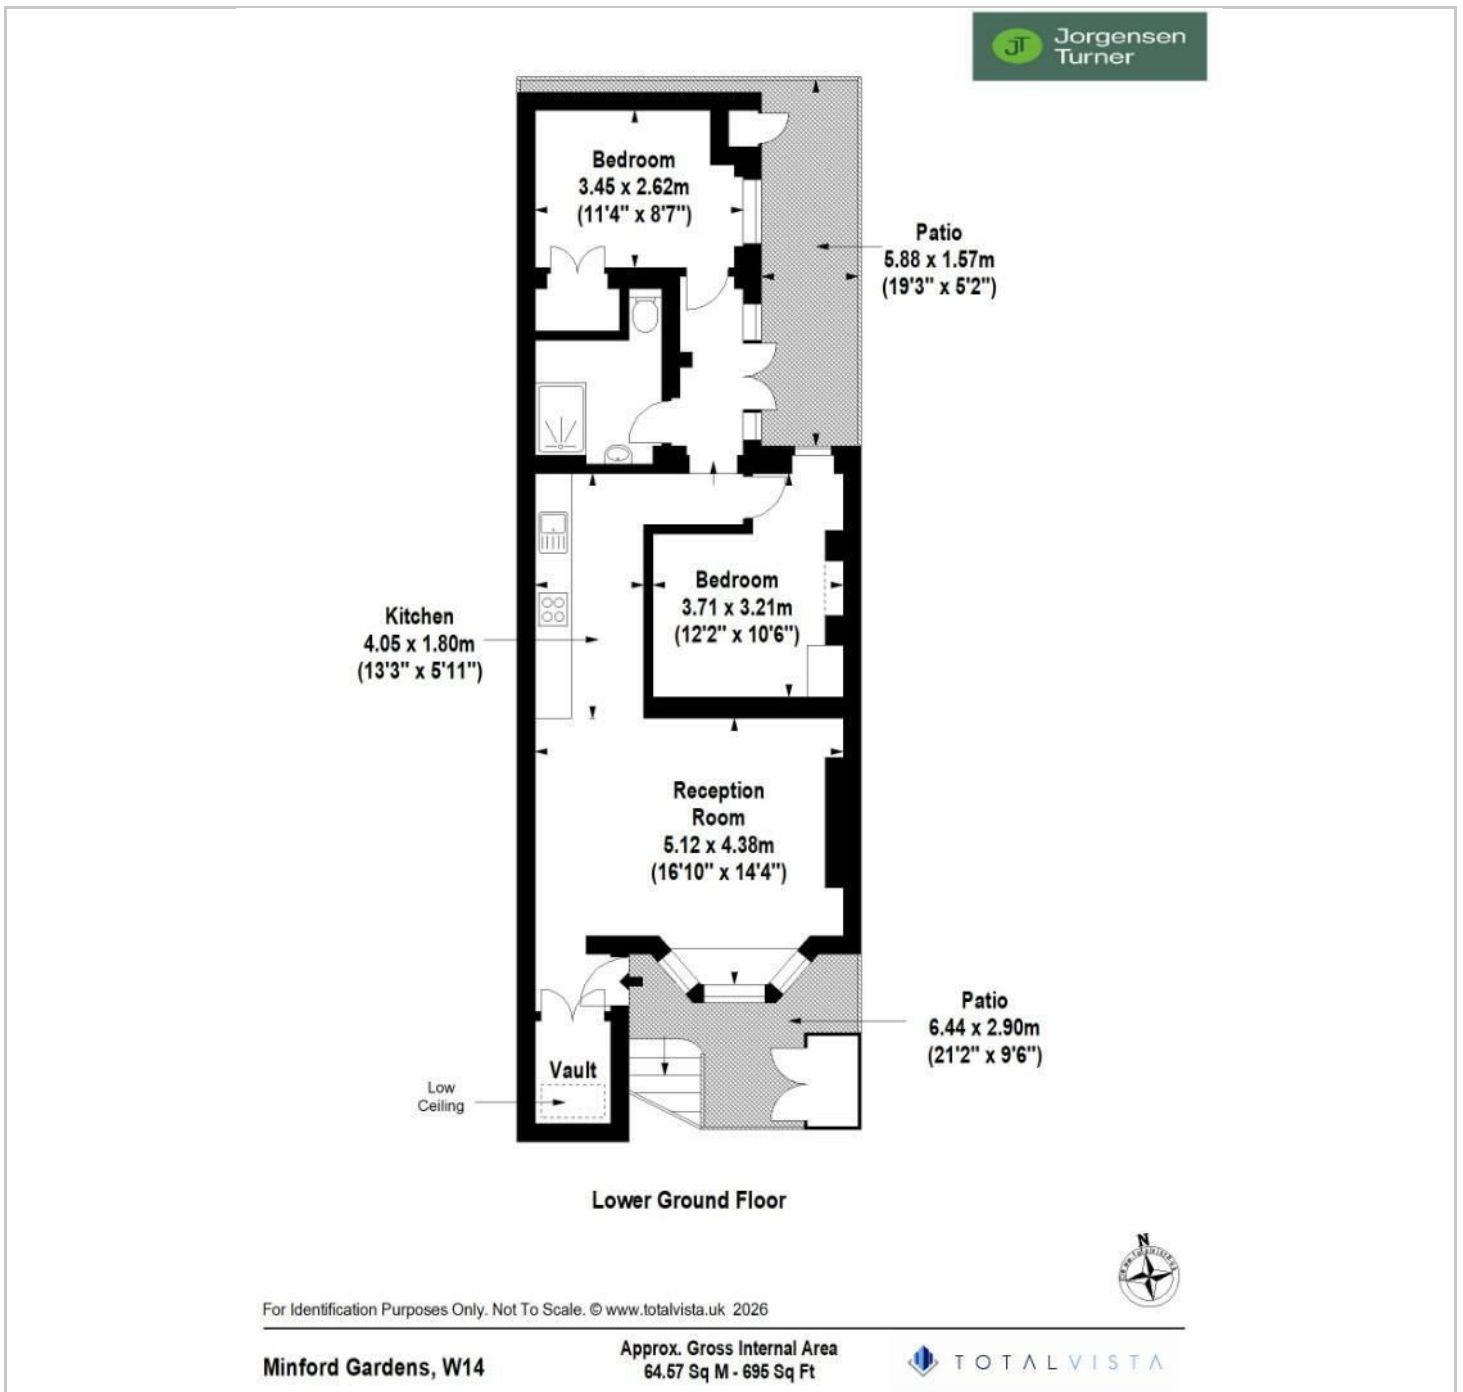 JT
Jorgensen
Turner
Bedroom
3.45 x 2.62m
(11'4" x 8'7")
Patio
5.88 x 1.57m
(19'3" x 5'2")
Kitchen
4.05 x 1.80m
(13'3" x 5'11")
Bedroom
3.71 x 3.21m
(12'2" x 10'6")
Reception
Room
5.12 x 4.38m
(16'10" x 14'4")
Patio
6.44 x 2.90m
(21'2" x 9'6")
Vault
Low
Ceiling
Lower Ground Floor
N
For Identification Purposes Only. Not To Scale. © www.totalvista.uk 2026
Minford Gardens, W14
Approx. Gross Internal Area
64.57 Sq M - 695 Sq Ft
TOTALVISTA